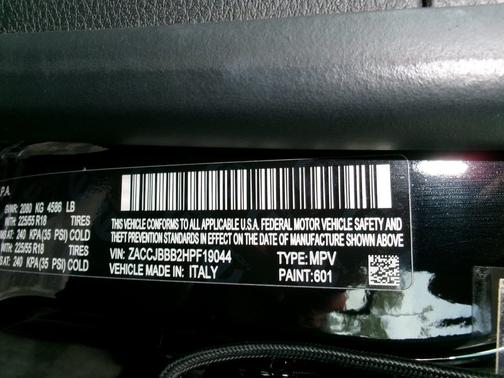 P.A.
GVWR: 2080 KG 4586 LB
WITH: 225/55 R18 TIRES
AT: 240 KPA(35 PSI) COLD
WITH: 225/55 R18 TIRES
AT: 240 KPA(35 PSI) COLD
THIS VEHICLE CONFORMS TO ALL APPLICABLE U.S.A. FEDERAL MOTOR VEHICLE SAFETY AND
THEFT PREVENTION STANDARDS IN EFFECT ON THE DATE OF MANUFACTURE SHOWN ABOVE
VIN: ZACCJBBB2HPF19044 TYPE: MPV
VEHICLE MADE IN: ITALY PAINT: 601